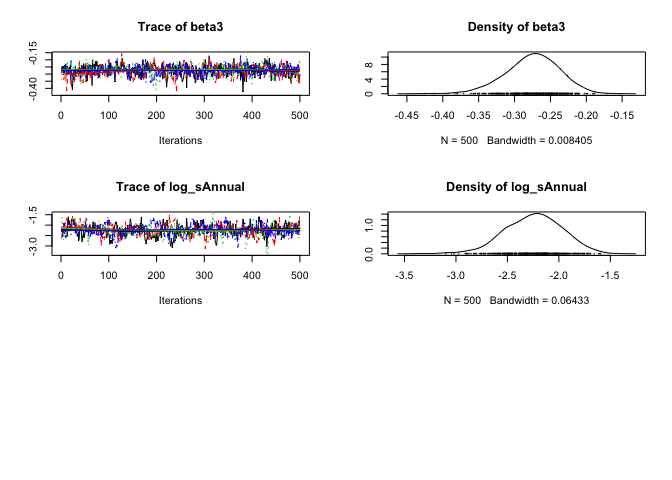 Trace of beta3
-0.40 -0.15
0 100 200 300 400 500
Iterations
Density of beta3
0 4 8
-0.45 -0.40 -0.35 -0.30 -0.25 -0.20 -0.15
N = 500 Bandwidth = 0.008405
Trace of log_sAnnual
-3.0 -1.5
0 100 200 300 400 500
Iterations
Density of log_sAnnual
0.0 1.0
-3.5 -3.0 -2.5 -2.0 -1.5
N = 500 Bandwidth = 0.06433